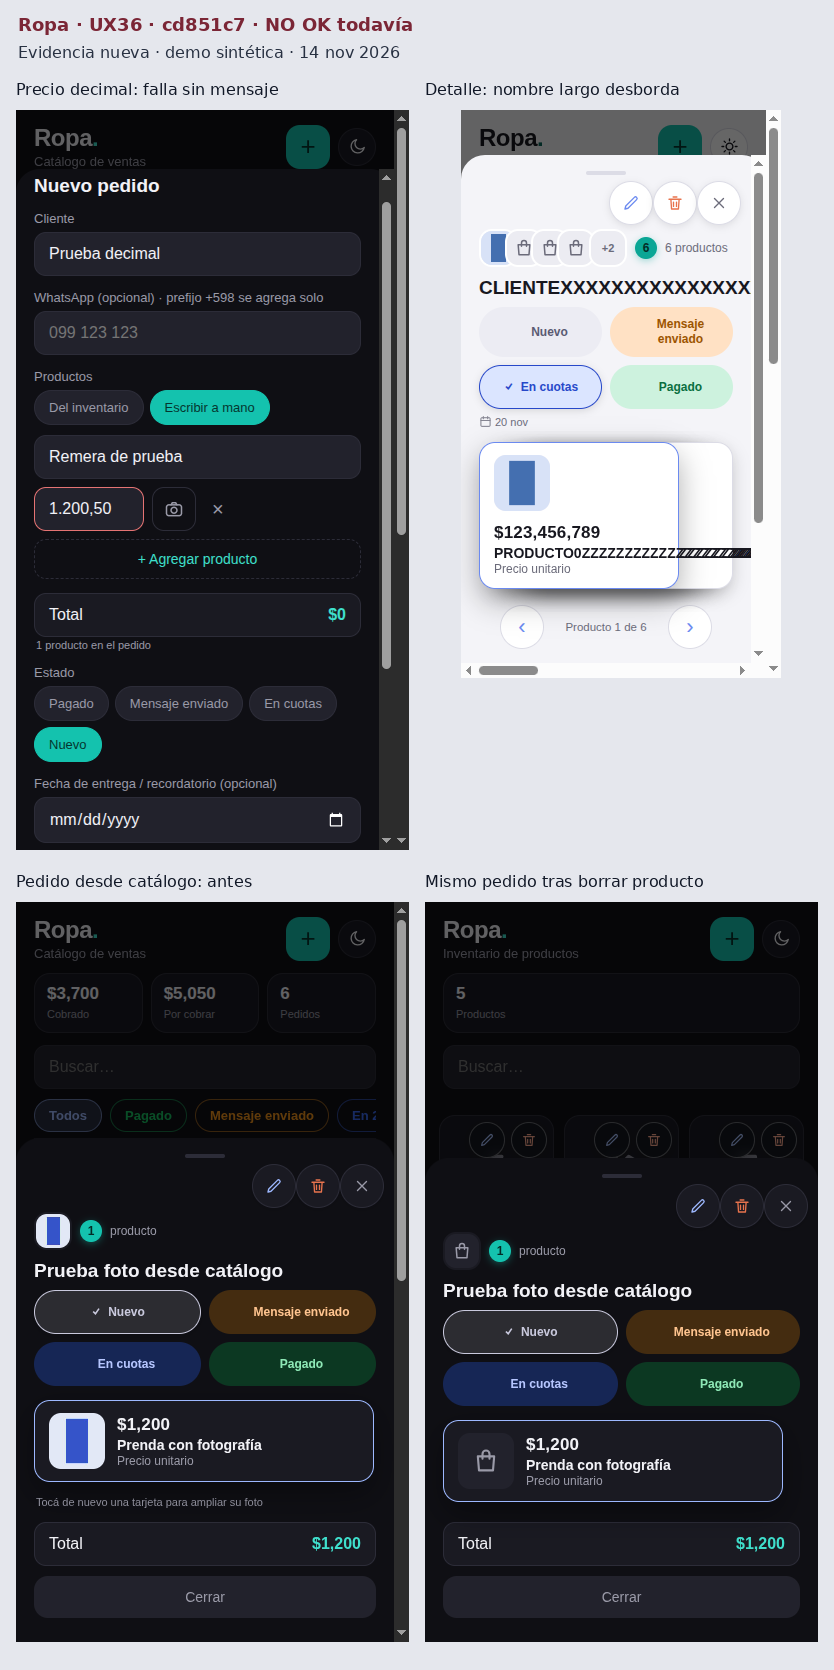 Ropa · UX36 · cd851c7 · NO OK todavía
Evidencia nueva · demo sintética · 14 nov 2026
Precio decimal: falla sin mensaje
Ropa.
Catálogo de ventas
Nuevo pedido
Cliente
Prueba decimal
WhatsApp (opcional) · prefijo +598 se agrega solo
099 123 123
Productos
Del inventario
Escribir a mano
Remera de prueba
1.200,50
+ Agregar producto
Total $0
1 producto en el pedido
Estado
Pagado
Mensaje enviado
En cuotas
Nuevo
Fecha de entrega / recordatorio (opcional)
mm/dd/yyyy
Detalle: nombre largo desborda
Ropa.
+2
6
6 productos
CLIENTEXXXXXXXXXXXXXXX
Nuevo
Mensaje
enviado
✓ En cuotas
Pagado
20 nov
$123,456,789
PRODUCTO0ZZZZZZZZZZZ
Precio unitario
Producto 1 de 6
Pedido desde catálogo: antes
Ropa.
Catálogo de ventas
$3,700
Cobrado
$5,050
Por cobrar
6
Pedidos
Buscar…
Todos
Pagado
Mensaje enviado
1 producto
Prueba foto desde catálogo
✓ Nuevo
Mensaje enviado
En cuotas
Pagado
$1,200
Prenda con fotografía
Precio unitario
Tocá de nuevo una tarjeta para ampliar su foto
Total $1,200
Cerrar
Mismo pedido tras borrar producto
Ropa.
Inventario de productos
5
Productos
Buscar…
1 producto
Prueba foto desde catálogo
✓ Nuevo
Mensaje enviado
En cuotas
Pagado
$1,200
Prenda con fotografía
Precio unitario
Total $1,200
Cerrar